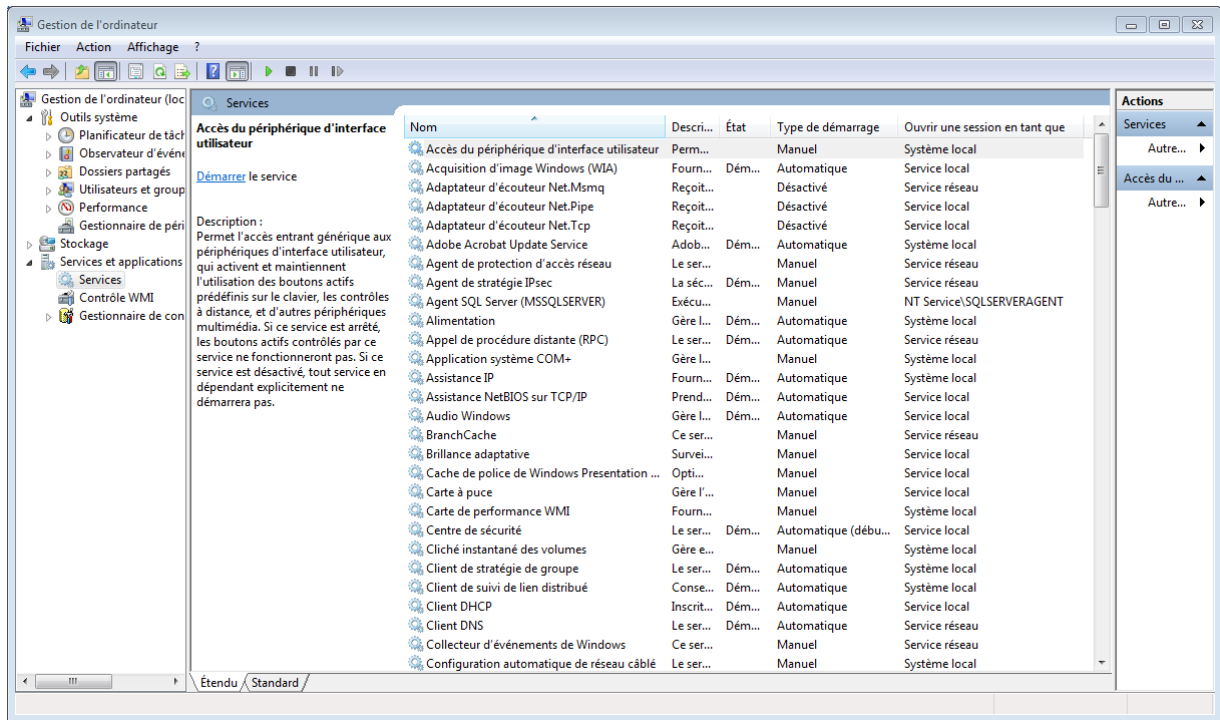 Gestion de l'ordinateur
Fichier Action Affichage ?
Gestion de l'ordinateur (loc
Outils système
Planificateur de tâch
Observateur d'événe
Dossiers partagés
Utilisateurs et group
Performance
Gestionnaire de péri
Stockage
Services et applications
Services
Contrôle WMI
Gestionnaire de con
Services
Accès du périphérique d'interface
utilisateur
Démarrer le service
Description :
Permet l'accès entrant générique aux
périphériques d'interface utilisateur,
qui activent et maintiennent
l'utilisation des boutons actifs
prédéfinis sur le clavier, les contrôles
à distance, et d'autres périphériques
multimédia. Si ce service est arrêté,
les boutons actifs contrôlés par ce
service ne fonctionneront pas. Si ce
service est désactivé, tout service en
dépendant explicitement ne
démarrera pas.
Nom Descri... État Type de démarrage Ouvrir une session en tant que
Accès du périphérique d'interface utilisateur Perm... Manuel Système local
Acquisition d'image Windows (WIA) Fourn... Dém... Automatique Service local
Adaptateur d'écouteur Net.Msmq Reçoit... Désactivé Service réseau
Adaptateur d'écouteur Net.Pipe Reçoit... Désactivé Service local
Adaptateur d'écouteur Net.Tcp Reçoit... Désactivé Service local
Adobe Acrobat Update Service Adob... Dém... Automatique Système local
Agent de protection d'accès réseau Le ser... Manuel Service réseau
Agent de stratégie IPsec La séc... Dém... Manuel Service réseau
Agent SQL Server (MSSQLSERVER) Exécu... Manuel NT Service\SQLSERVERAGENT
Alimentation Gère l... Dém... Automatique Système local
Appel de procédure distante (RPC) Le ser... Dém... Automatique Service réseau
Application système COM+ Gère l... Manuel Système local
Assistance IP Fourn... Dém... Automatique Système local
Assistance NetBIOS sur TCP/IP Prend... Dém... Automatique Service local
Audio Windows Gère l... Dém... Automatique Service local
BranchCache Ce ser... Manuel Service réseau
Brillance adaptative Survei... Manuel Service local
Cache de police de Windows Presentation ... Opti... Manuel Service local
Carte à puce Gère l'... Manuel Service local
Carte de performance WMI Fourn... Manuel Système local
Centre de sécurité Le ser... Dém... Automatique (débu... Service local
Cliché instantané des volumes Gère e... Manuel Système local
Client de stratégie de groupe Le ser... Dém... Automatique Système local
Client de suivi de lien distribué Conse... Dém... Automatique Système local
Client DHCP Inscrit... Dém... Automatique Service local
Client DNS Le ser... Dém... Automatique Service réseau
Collecteur d'événements de Windows Ce ser... Manuel Service réseau
Configuration automatique de réseau câblé Le ser... Manuel Système local
Étendu Standard
Actions
Services
Autre...
Accès du ...
Autre...